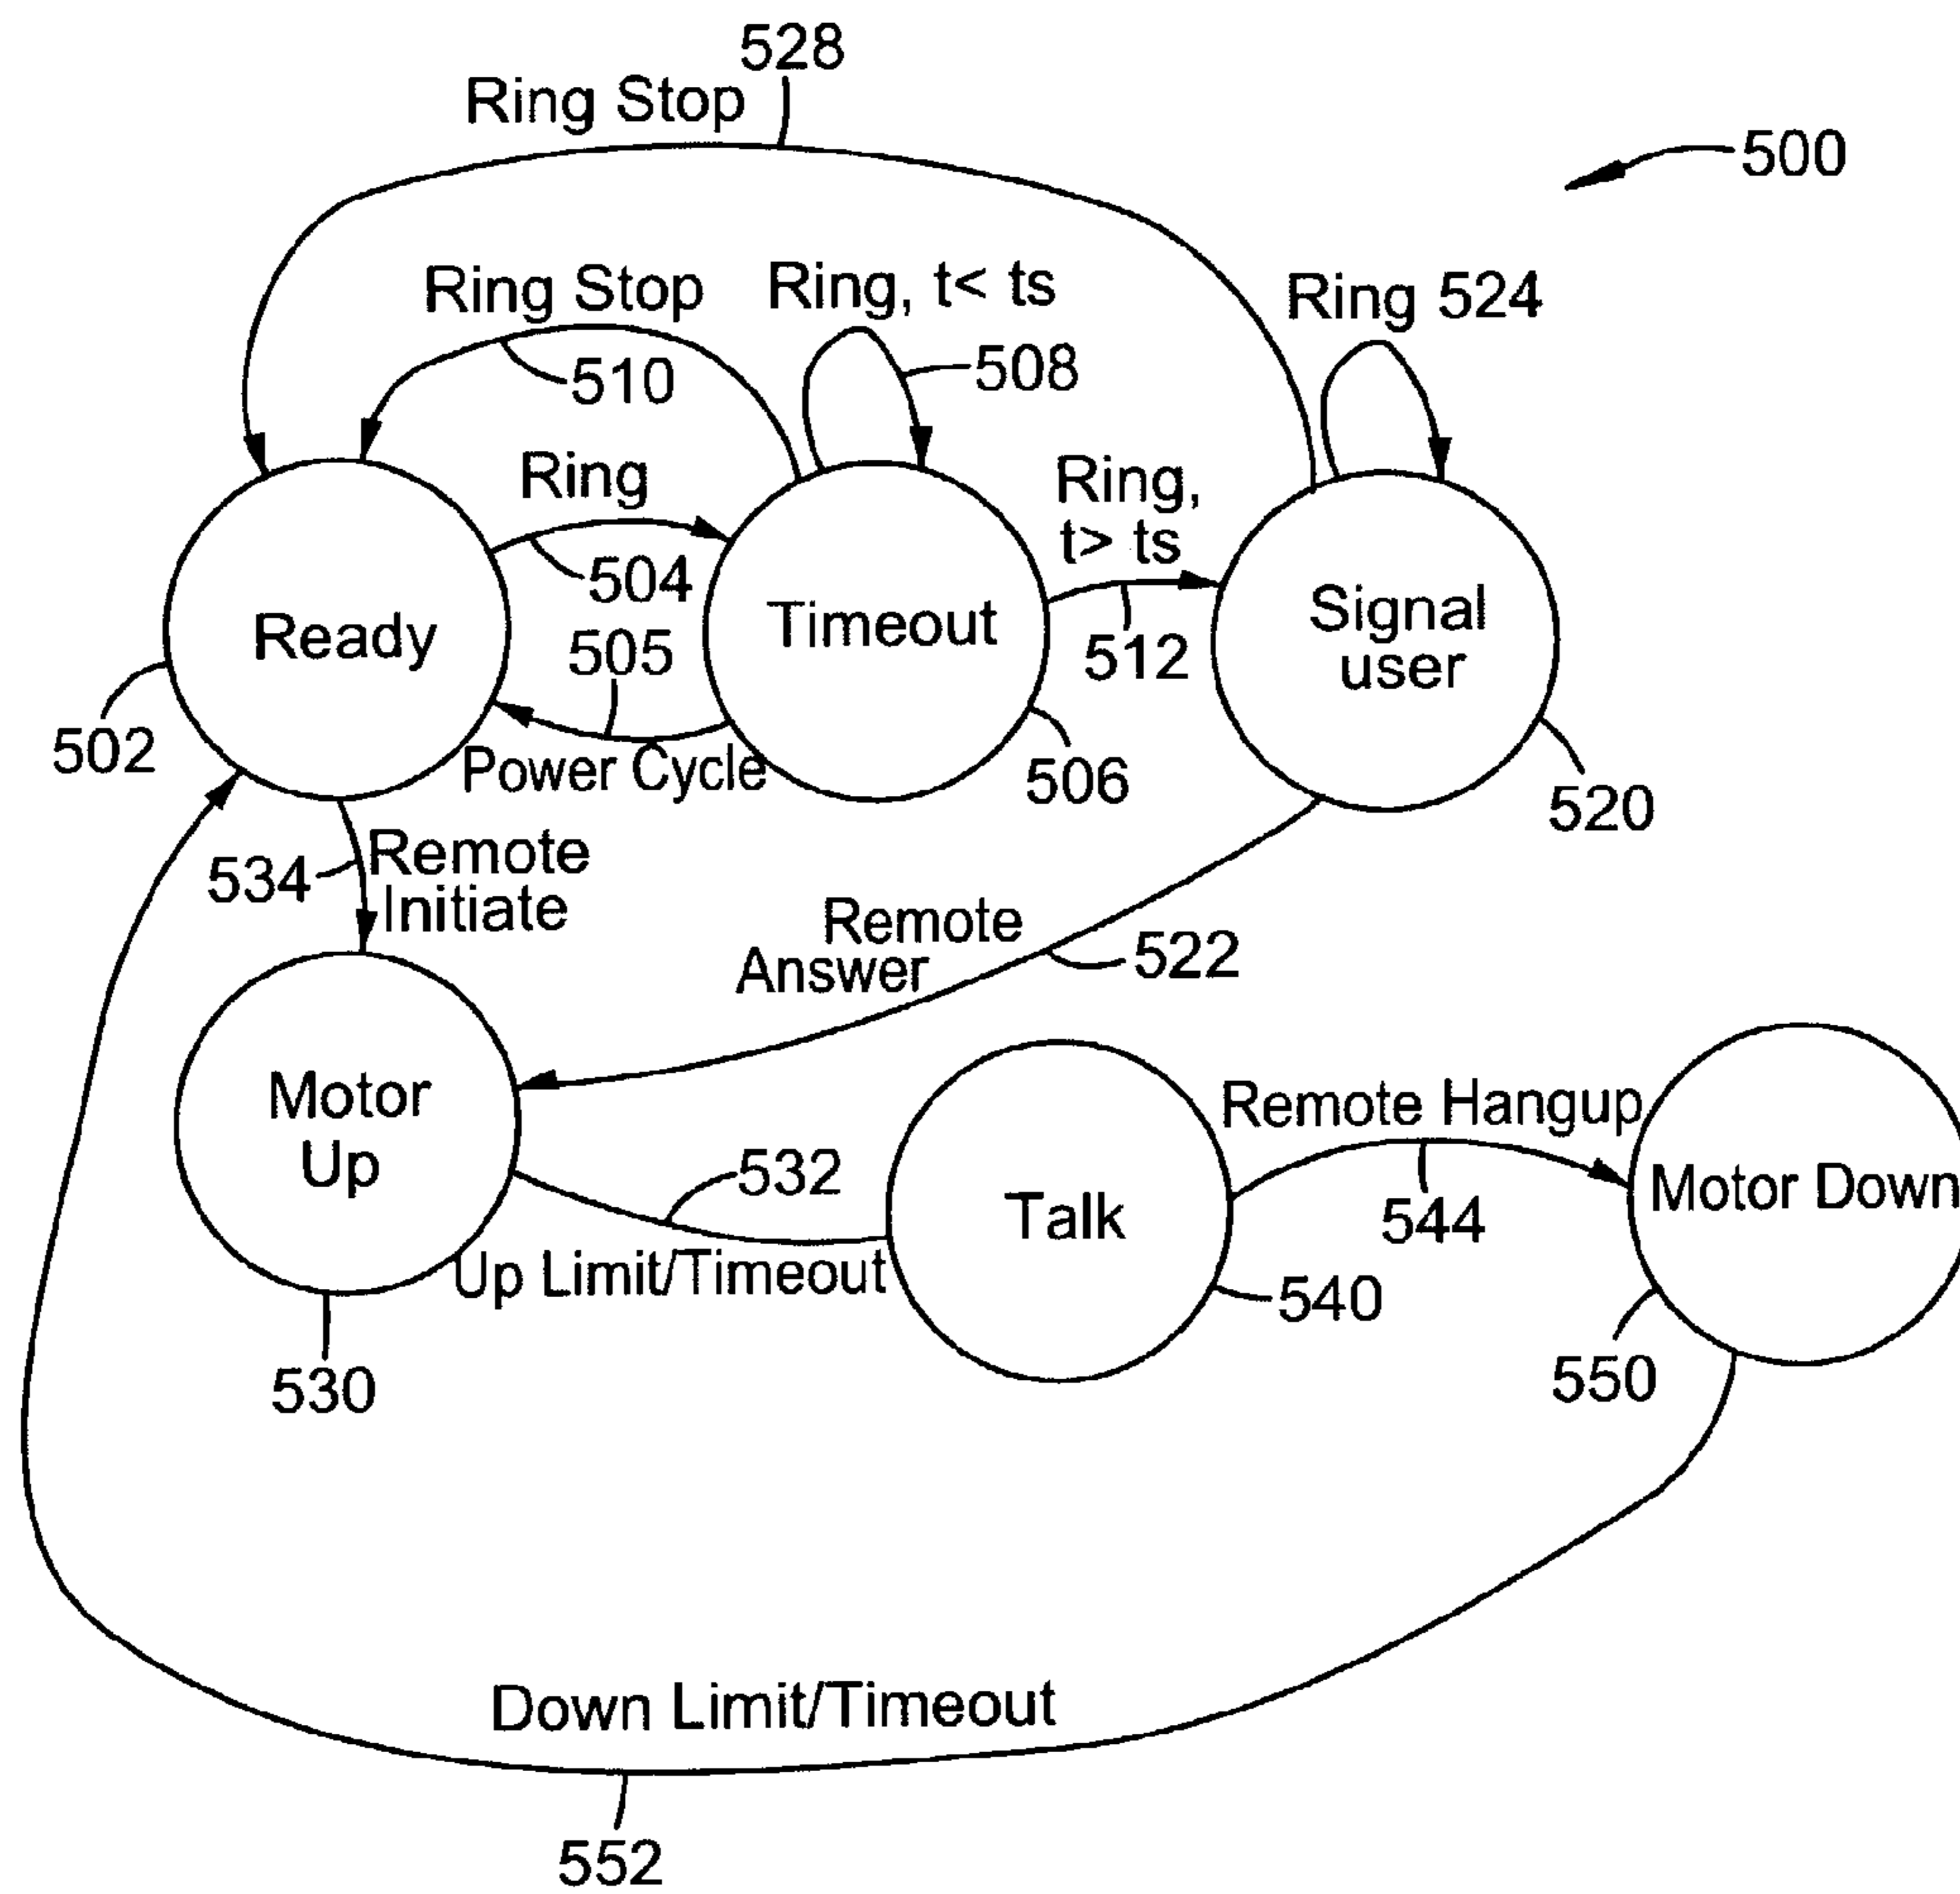 528
Ring Stop
500
Ring Stop
Ring, t< ts
Ring 524
510
508
Ring
Ring,
t> ts
504
Ready
505
Timeout
512
Signal
user
502
Power Cycle
506
520
534
Remote
Initiate
Remote
Answer
522
Motor
Up
532
Talk
Remote Hangup
544
Motor Down
Up Limit/Timeout
540
530
550
Down Limit/Timeout
552